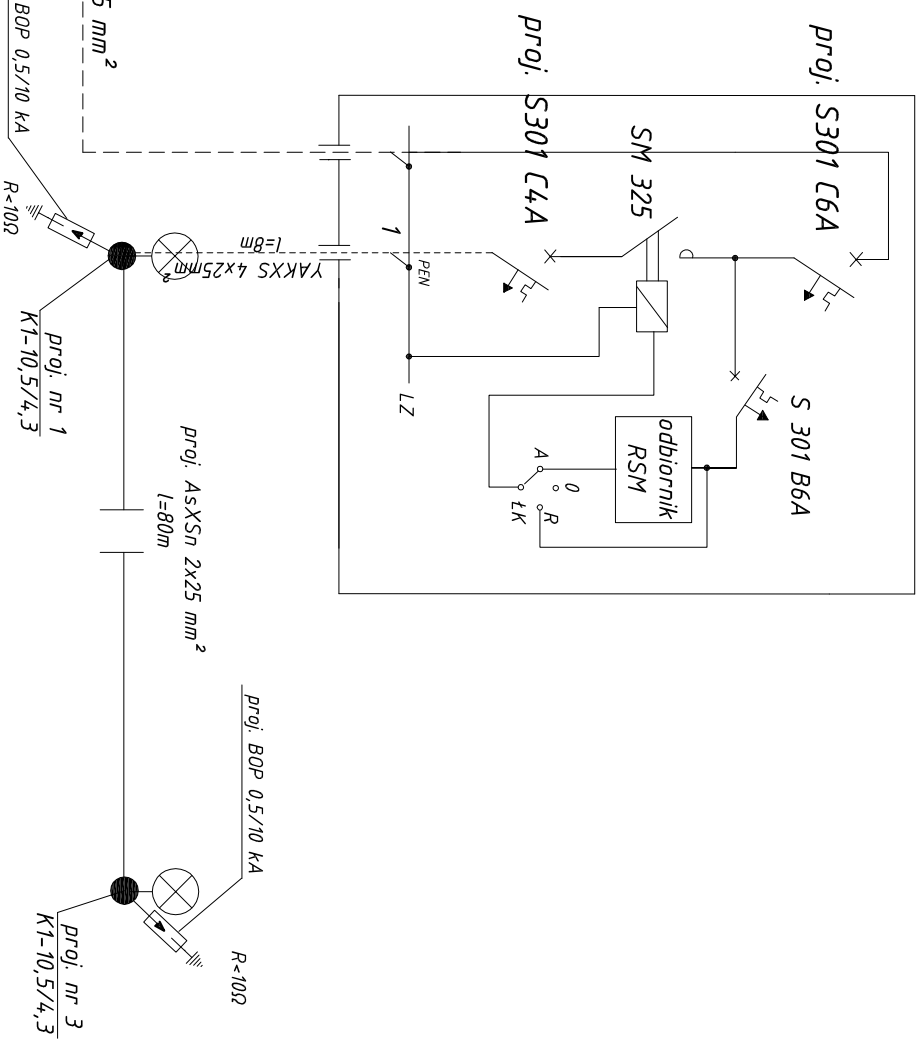 proj. S301 C6A
SM 325
proj. S301 C4A
S 301 B6A
odbiornik
RSM
A
0
R
ŁK
1
PEN
LZ
YAKXS 4x25mm²
l=8m
5 mm²
BOP 0,5/10 kA
R<10Ω
proj. nr 1
K1-10,5/4,3
proj. AsXSn 2x25 mm²
l=80m
proj. BOP 0,5/10 kA
R<10Ω
proj. nr 3
K1-10,5/4,3